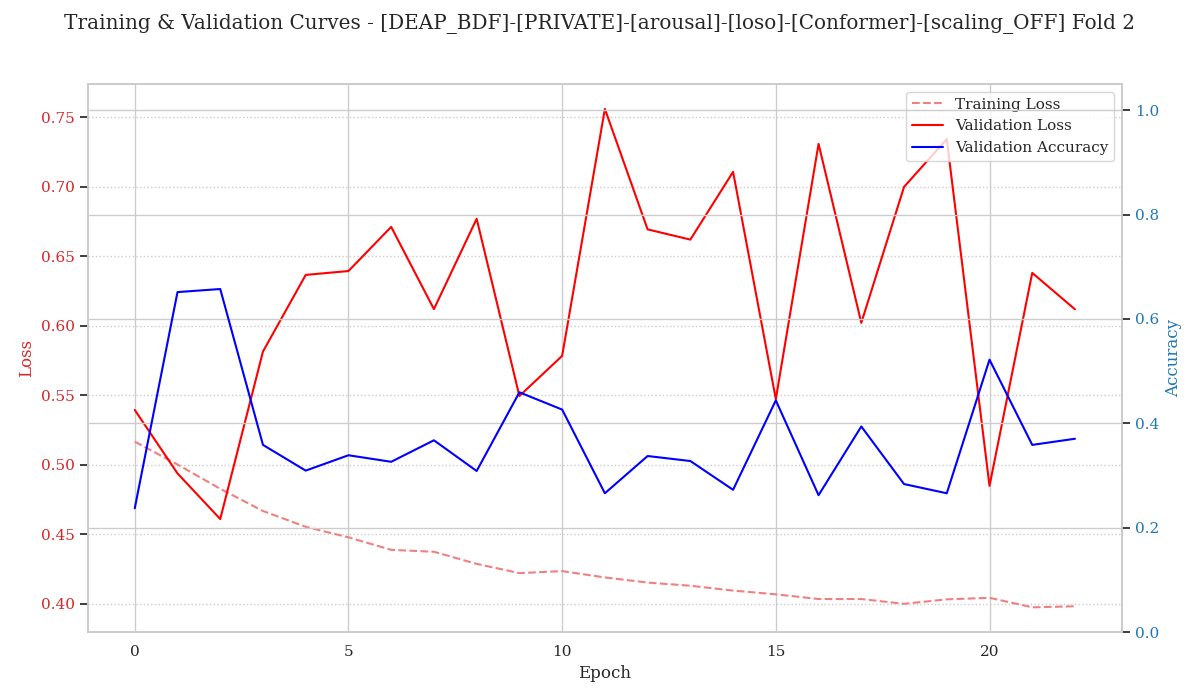 Training & Validation Curves - [DEAP_BDF]-[PRIVATE]-[arousal]-[loso]-[Conformer]-[scaling_OFF] Fold 2
Training Loss
Validation Loss
Validation Accuracy
Loss
0.75
0.70
0.65
0.60
0.55
0.50
0.45
0.40
1.0
0.8
0.6
0.4
0.2
0.0
Accuracy
0
5
10
15
20
Epoch